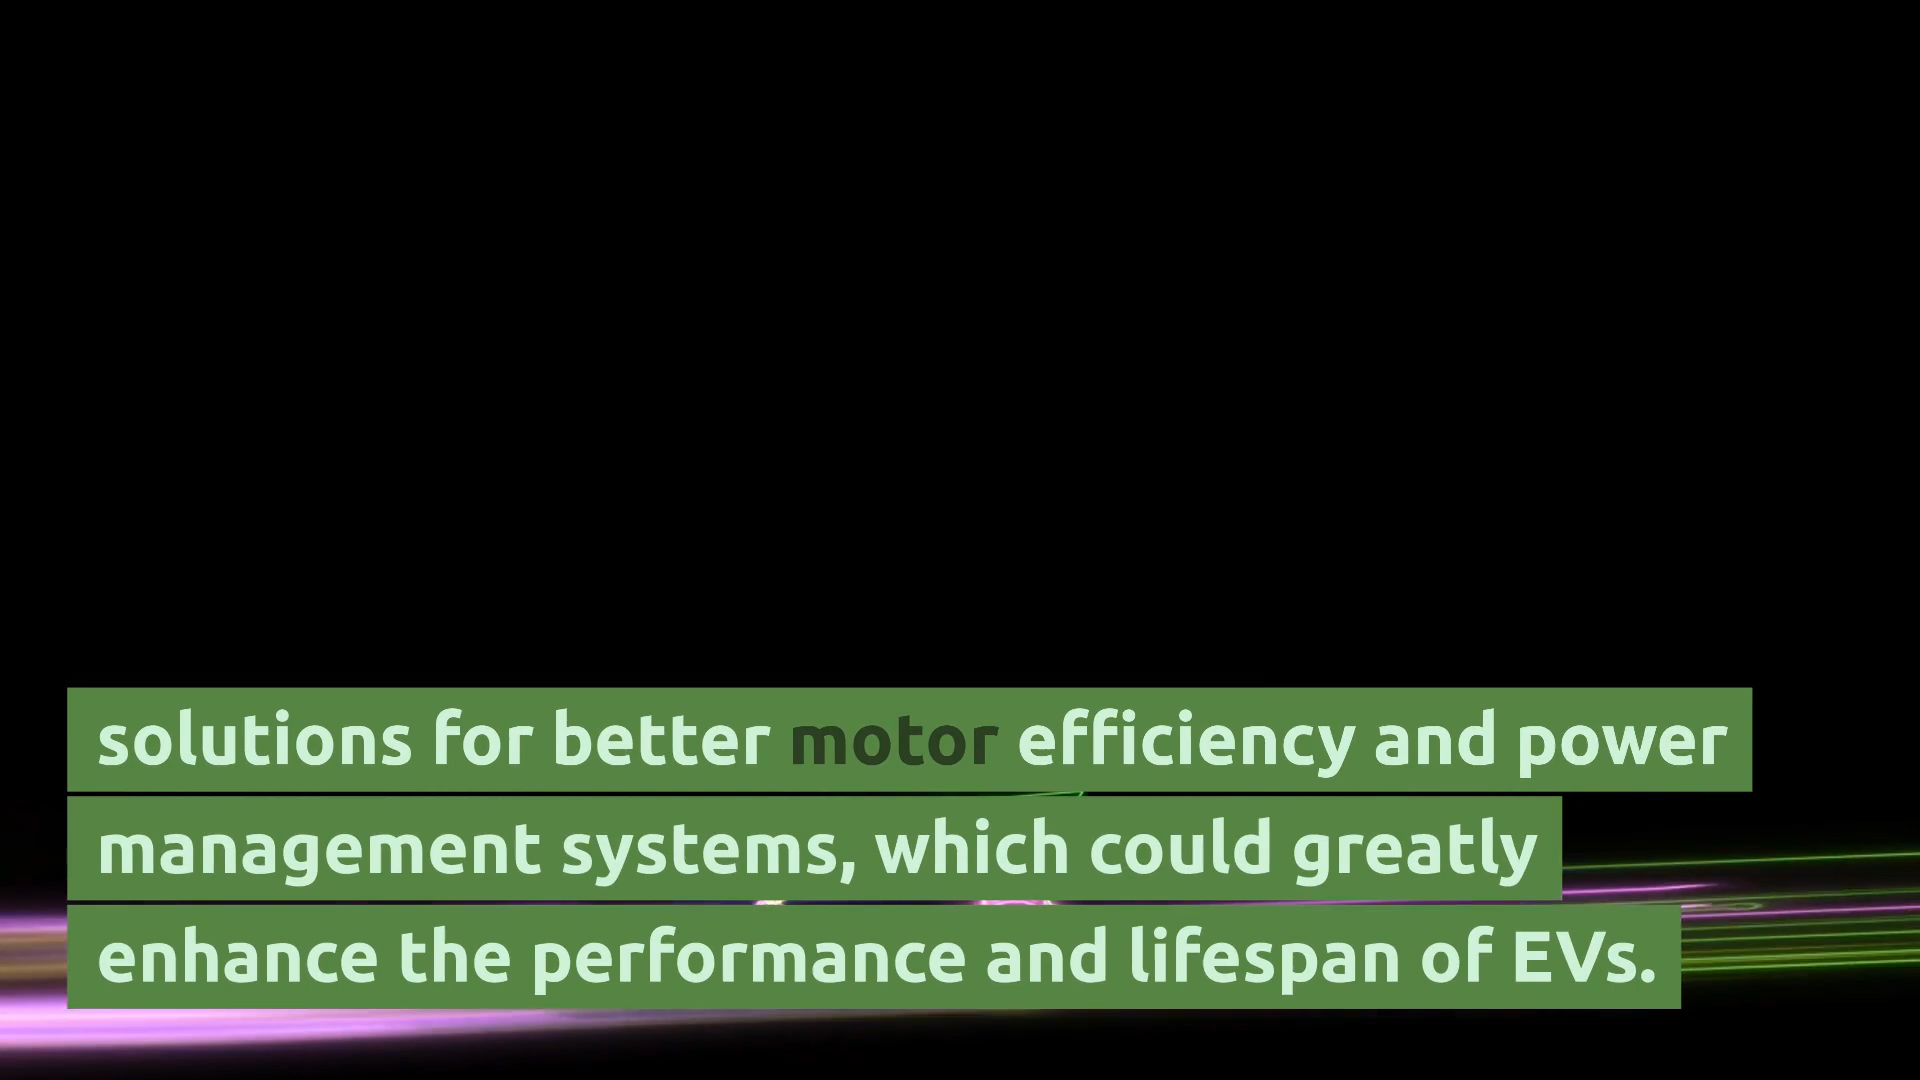 solutions for better motor efficiency and power
management systems, which could greatly
enhance the performance and lifespan of EVs.